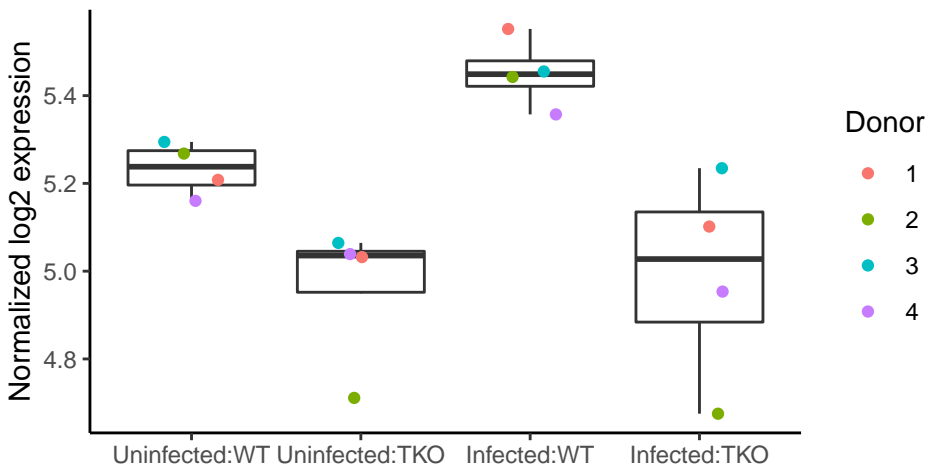 Normalized log2 expression
5.4
5.2
5.0
4.8
Uninfected:WT Uninfected:TKO Infected:WT Infected:TKO
Donor
1
2
3
4